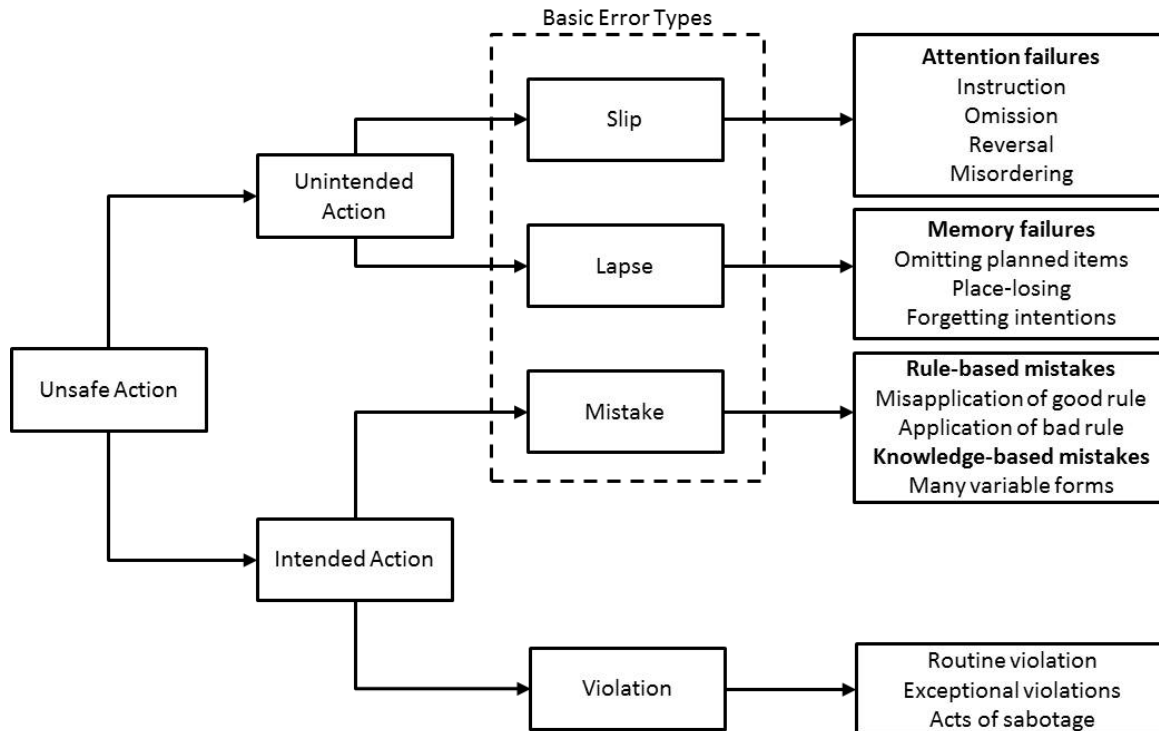 Basic Error Types
Slip
Attention failures
Instruction
Omission
Reversal
Misordering
Unintended
Action
Lapse
Memory failures
Omitting planned items
Place-losing
Forgetting intentions
Unsafe Action
Mistake
Rule-based mistakes
Misapplication of good rule
Application of bad rule
Knowledge-based mistakes
Many variable forms
Intended Action
Violation
Routine violation
Exceptional violations
Acts of sabotage